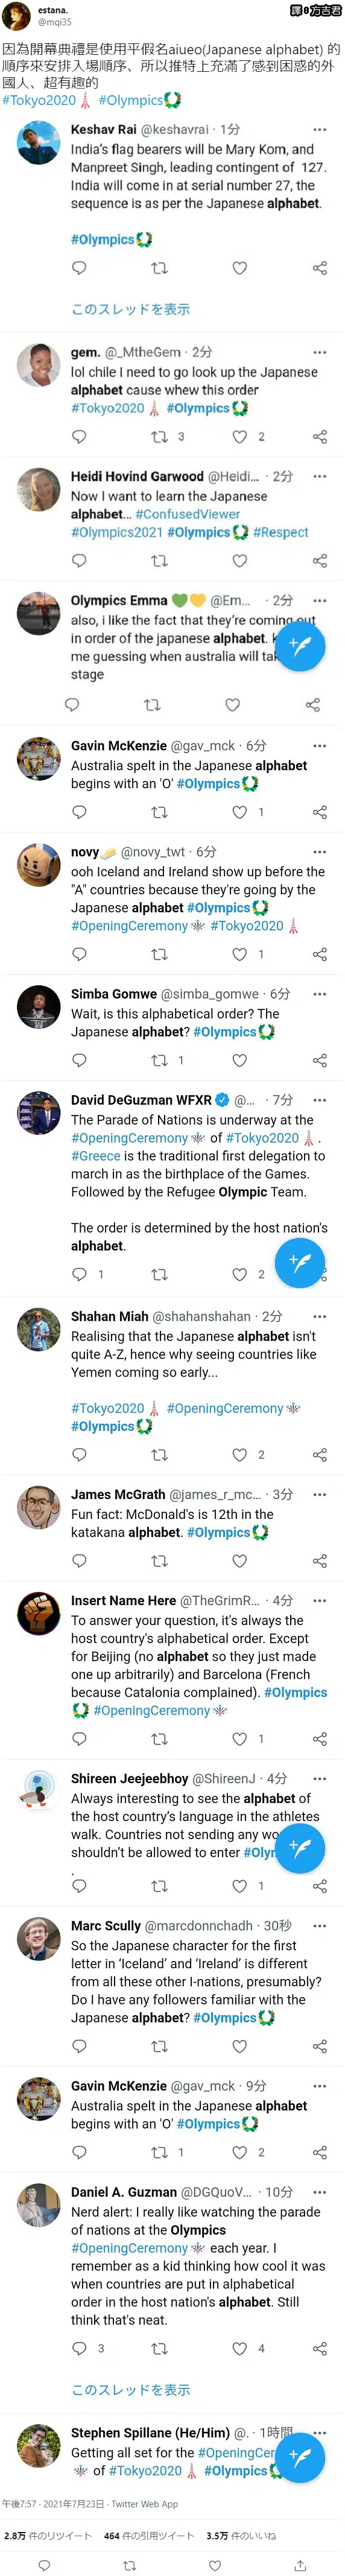 estana.
@mqi35
譯8方吉君
因為開幕典禮是使用平假名aiueo(Japanese alphabet) 的
順序來安排入場順序、所以推特上充滿了感到困惑的外
國人、超有趣的
#Tokyo2020 #Olympics
Keshav Rai @keshavrai · 1分
India's flag bearers will be Mary Kom, and
Manpreet Singh, leading contingent of 127.
India will come in at serial number 27, the
sequence is as per the Japanese alphabet.
#Olympics
このスレッドを表示
gem. @_MtheGem · 2分
lol chile I need to go look up the Japanese
alphabet cause whew this order
#Tokyo2020 #Olympics
3 2
Heidi Hovind Garwood @Heidi... · 2分
Now I want to learn the Japanese
alphabet... #ConfusedViewer
#Olympics2021 #Olympics #Respect
Olympics Emma @Em... · 2分
also, i like the fact that they're coming out
in order of the japanese alphabet.
me guessing when australia will tak
stage
Gavin McKenzie @gav_mck · 6分
Australia spelt in the Japanese alphabet
begins with an 'O' #Olympics
1
novy @novy_twt · 6分
ooh Iceland and Ireland show up before the
"A" countries because they're going by the
Japanese alphabet #Olympics
#OpeningCeremony #Tokyo2020
1
Simba Gomwe @simba_gomwe · 6分
Wait, is this alphabetical order? The
Japanese alphabet? #Olympics
1
David DeGuzman WFXR @... · 7分
The Parade of Nations is underway at the
#OpeningCeremony of #Tokyo2020 .
#Greece is the traditional first delegation to
march in as the birthplace of the Games.
Followed by the Refugee Olympic Team.
The order is determined by the host nation's
alphabet.
1 2
Shahan Miah @shahanshahan · 2分
Realising that the Japanese alphabet isn't
quite A-Z, hence why seeing countries like
Yemen coming so early...
#Tokyo2020 #OpeningCeremony
#Olympics
2
James McGrath @james_r_mc... · 3分
Fun fact: McDonald's is 12th in the
katakana alphabet. #Olympics
Insert Name Here @TheGrimR... · 4分
To answer your question, it's always the
host country's alphabetical order. Except
for Beijing (no alphabet so they just made
one up arbitrarily) and Barcelona (French
because Catalonia complained). #Olympics
#OpeningCeremony
1
Shireen Jeejeebhoy @ShireenJ · 4分
Always interesting to see the alphabet of
the host country's language in the athletes
walk. Countries not sending any wo
shouldn't be allowed to enter #Olyn
.
1
Marc Scully @marcdonnchadh · 30秒
So the Japanese character for the first
letter in 'Iceland' and 'Ireland' is different
from all these other I-nations, presumably?
Do I have any followers familiar with the
Japanese alphabet? #Olympics
Gavin McKenzie @gav_mck · 9分
Australia spelt in the Japanese alphabet
begins with an 'O' #Olympics
1 2
Daniel A. Guzman @DGQuoV... · 10分
Nerd alert: I really like watching the parade
of nations at the Olympics
#OpeningCeremony each year. I
remember as a kid thinking how cool it was
when countries are put in alphabetical
order in the host nation's alphabet. Still
think that's neat.
3 4
このスレッドを表示
Stephen Spillane (He/Him) @. · 1時間
Getting all set for the #OpeningCer
of #Tokyo2020 #Olympics
午後7:57 · 2021年7月23日 · Twitter Web App
2.8万 件のリツイート 464 件の引用ツイート 3.5万 件のいいね